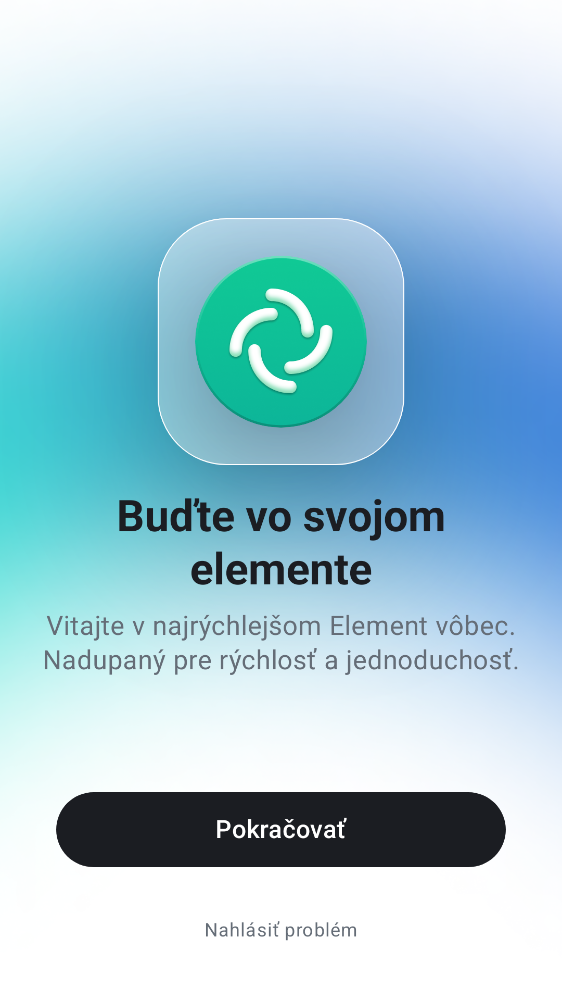 Buďte vo svojom
elemente
Vitajte v najrýchlejšom Element vôbec.
Nadupaný pre rýchlosť a jednoduchosť.
Pokračovať
Nahlásiť problém